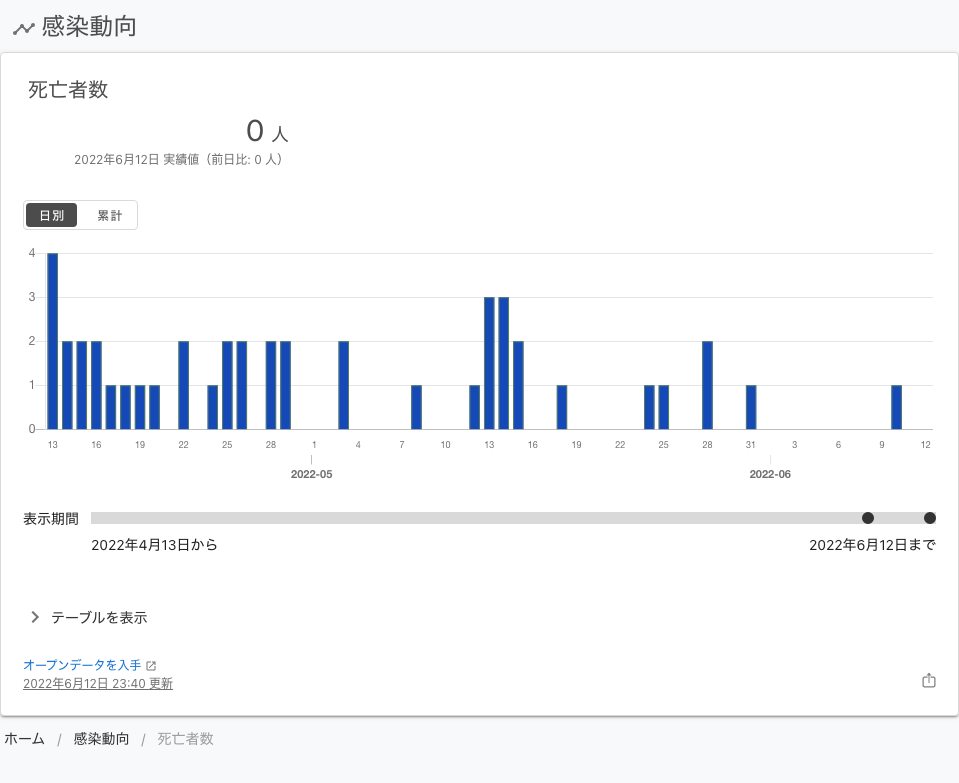 感染動向
死亡者数
0 人
2022年6月12日 実績値（前日比: 0 人）
日別 累計
4
3
2
1
0
13 16 19 22 25 28 1 4 7 10 13 16 19 22 25 28 31 3 6 9 12
2022-05 2022-06
表示期間
2022年4月13日から 2022年6月12日まで
テーブルを表示
オープンデータを入手
2022年6月12日 23:40 更新
ホーム / 感染動向 / 死亡者数